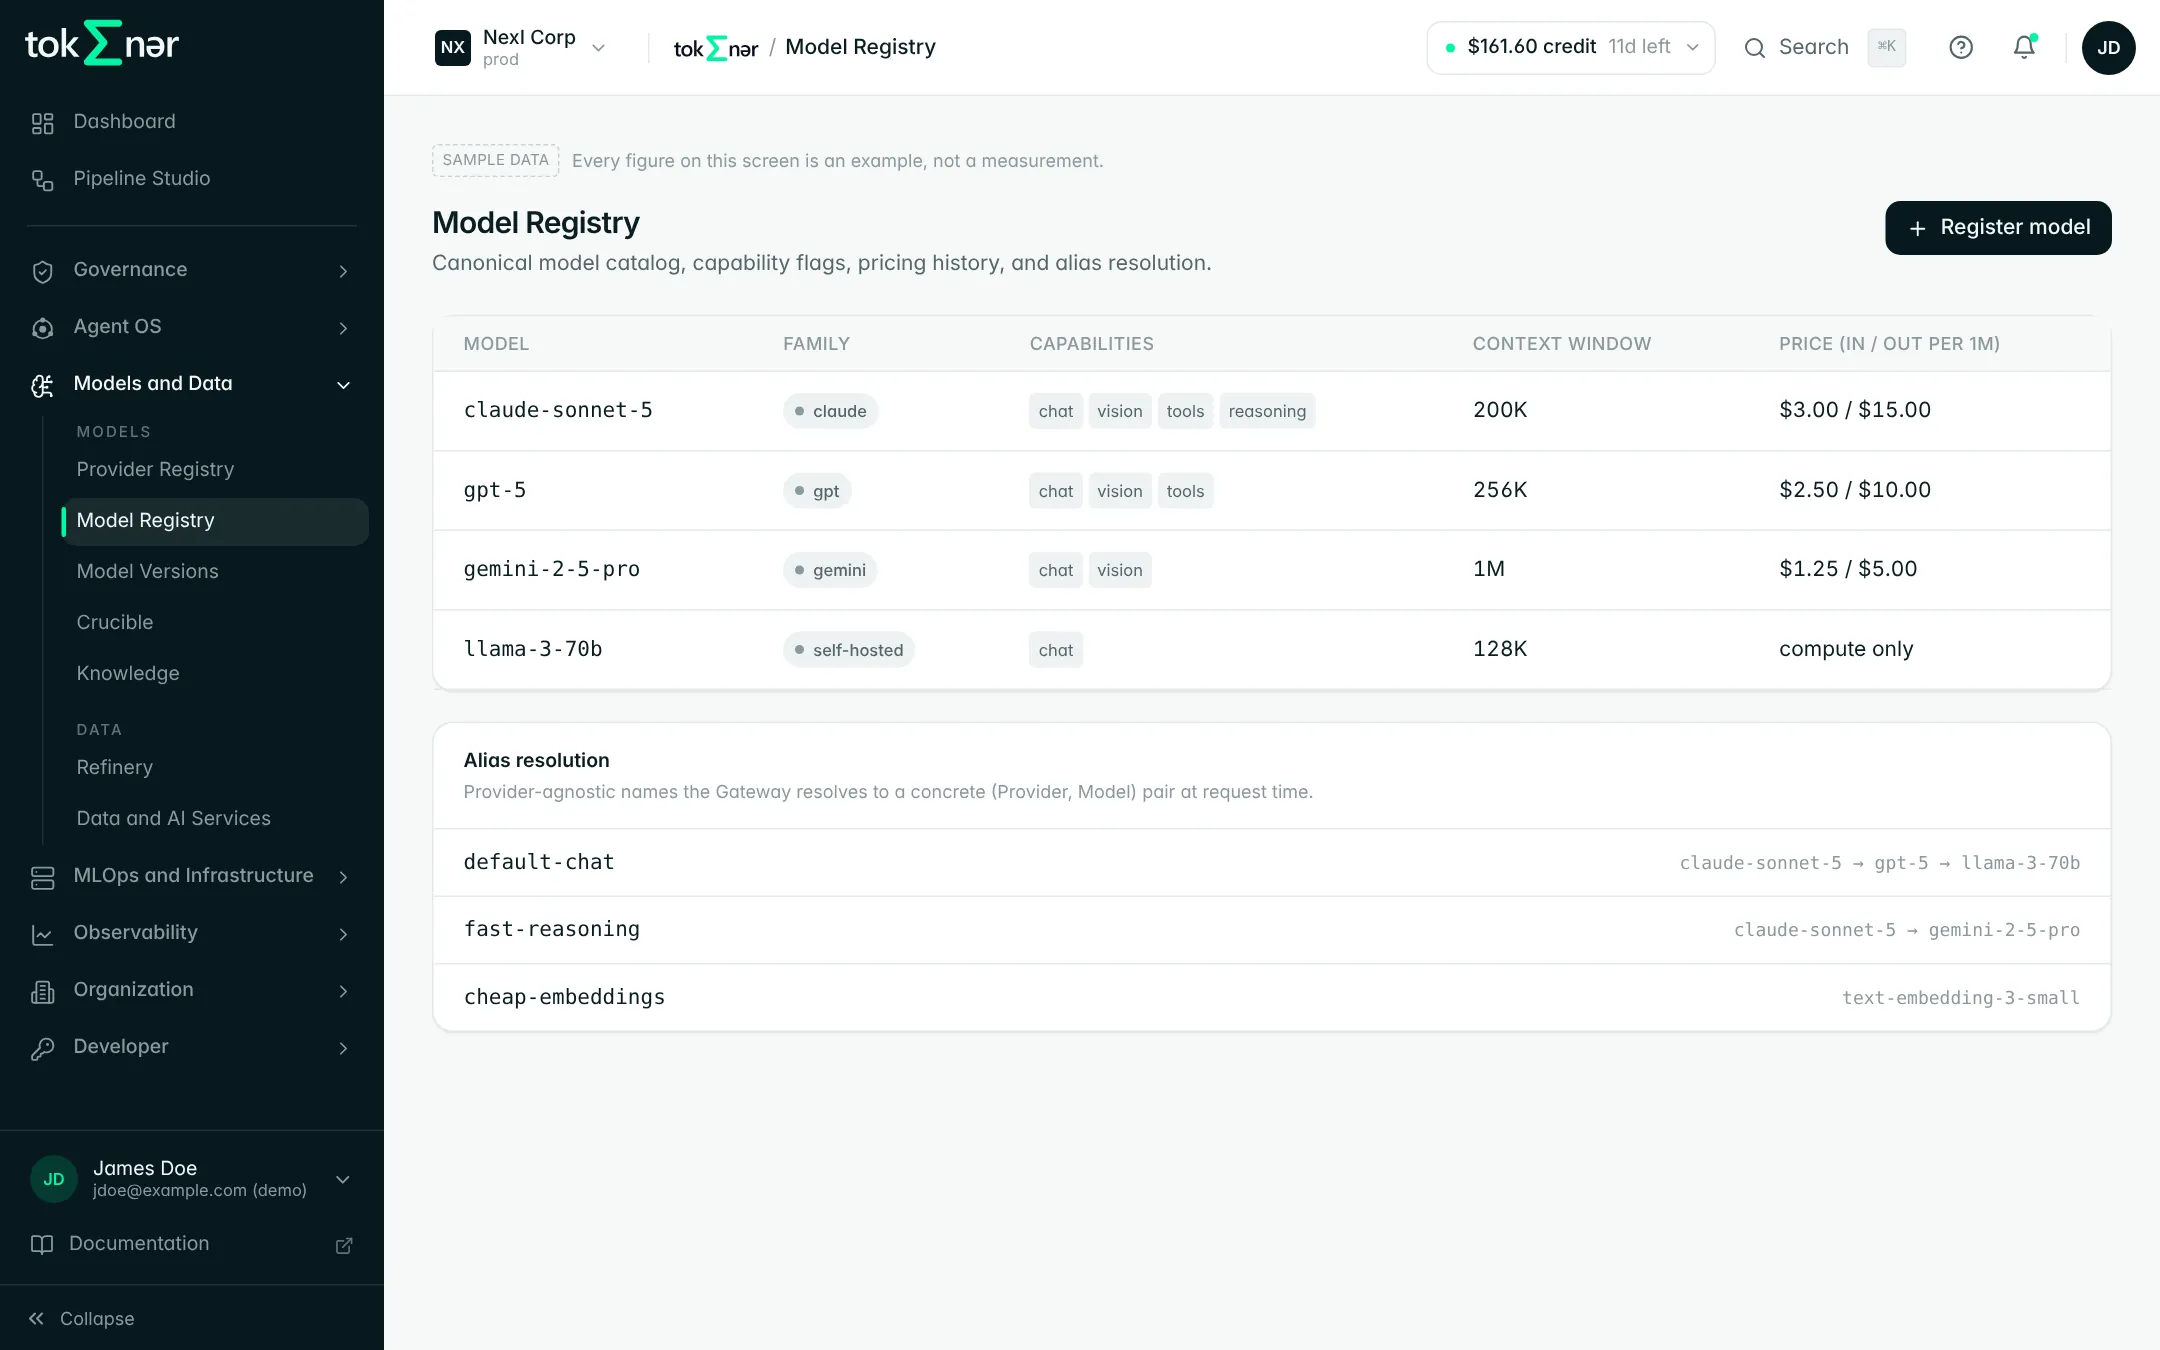 tokΣnər
Dashboard
Pipeline Studio
Governance
Agent OS
Models and Data
MODELS
Provider Registry
Model Registry
Model Versions
Crucible
Knowledge
DATA
Refinery
Data and AI Services
MLOps and Infrastructure
Observability
Organization
Developer
JD
James Doe
jdoe@example.com (demo)
Documentation
Collapse
NX
Nexl Corp
prod
tokΣnər / Model Registry
$161.60 credit 11d left
Search ⌘K
JD
SAMPLE DATA Every figure on this screen is an example, not a measurement.
Model Registry
Canonical model catalog, capability flags, pricing history, and alias resolution.
+ Register model
MODEL FAMILY CAPABILITIES CONTEXT WINDOW PRICE (IN / OUT PER 1M)
claude-sonnet-5 claude chat vision tools reasoning 200K $3.00 / $15.00
gpt-5 gpt chat vision tools 256K $2.50 / $10.00
gemini-2-5-pro gemini chat vision 1M $1.25 / $5.00
llama-3-70b self-hosted chat 128K compute only
Alias resolution
Provider-agnostic names the Gateway resolves to a concrete (Provider, Model) pair at request time.
default-chat claude-sonnet-5 → gpt-5 → llama-3-70b
fast-reasoning claude-sonnet-5 → gemini-2-5-pro
cheap-embeddings text-embedding-3-small